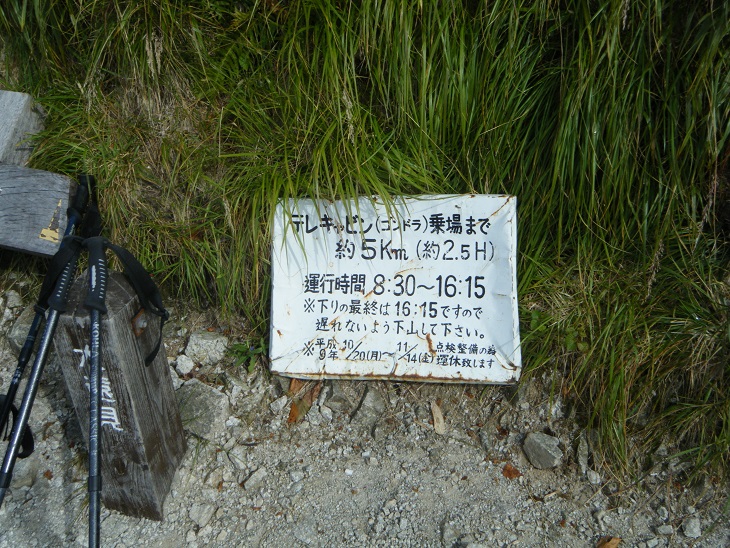 テレキャビン(ゴンドラ)乗場まで
約5Km(約2.5H)
運行時間 8:30～16:15
※下りの最終は16:15ですので
遅れないよう下山して下さい。
※平成9年 10/20(月)～11/14(金) 点検整備の為運休致します